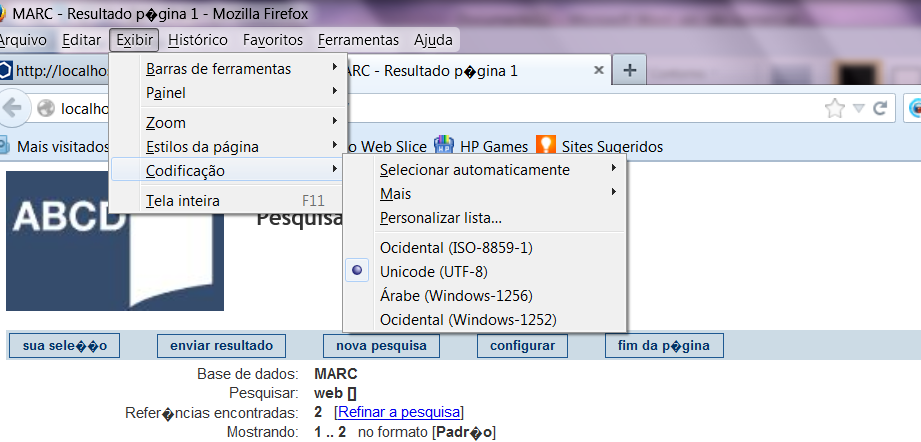 MARC - Resultado p�gina 1 - Mozilla Firefox
Arquivo Editar Exibir Histórico Favoritos Ferramentas Ajuda
http://localho
ARC - Resultado p�gina 1
localho
Mais visitados
o Web Slice HP Games Sites Sugeridos
Barras de ferramentas
Painel
Zoom
Estilos da página
Codificação
Tela inteira F11
Selecionar automaticamente
Mais
Personalizar lista...
Ocidental (ISO-8859-1)
Unicode (UTF-8)
Árabe (Windows-1256)
Ocidental (Windows-1252)
ABCD
Pesquisa
sua sele��o enviar resultado nova pesquisa configurar fim da p�gina
Base de dados: MARC
Pesquisar: web []
Refer�ncias encontradas: 2 [Refinar a pesquisa]
Mostrando: 1 .. 2 no formato [Padr�o]